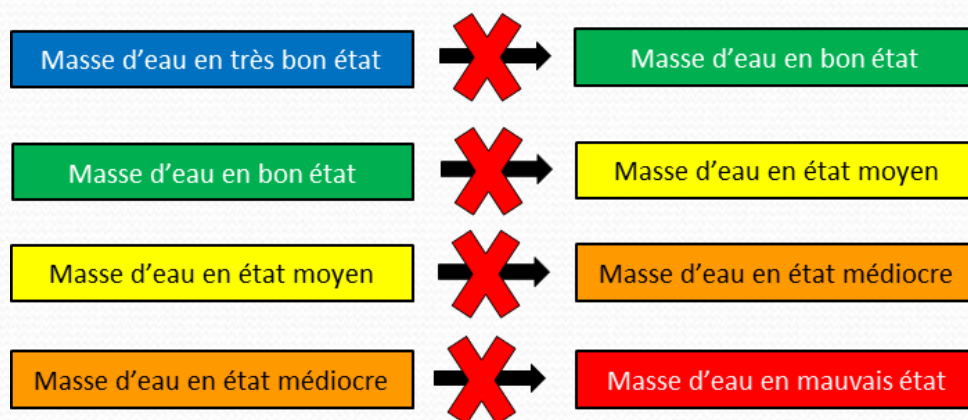 Masse d'eau en très bon état
Masse d'eau en bon état
Masse d'eau en bon état
Masse d'eau en état moyen
Masse d'eau en état moyen
Masse d'eau en état médiocre
Masse d'eau en état médiocre
Masse d'eau en mauvais état